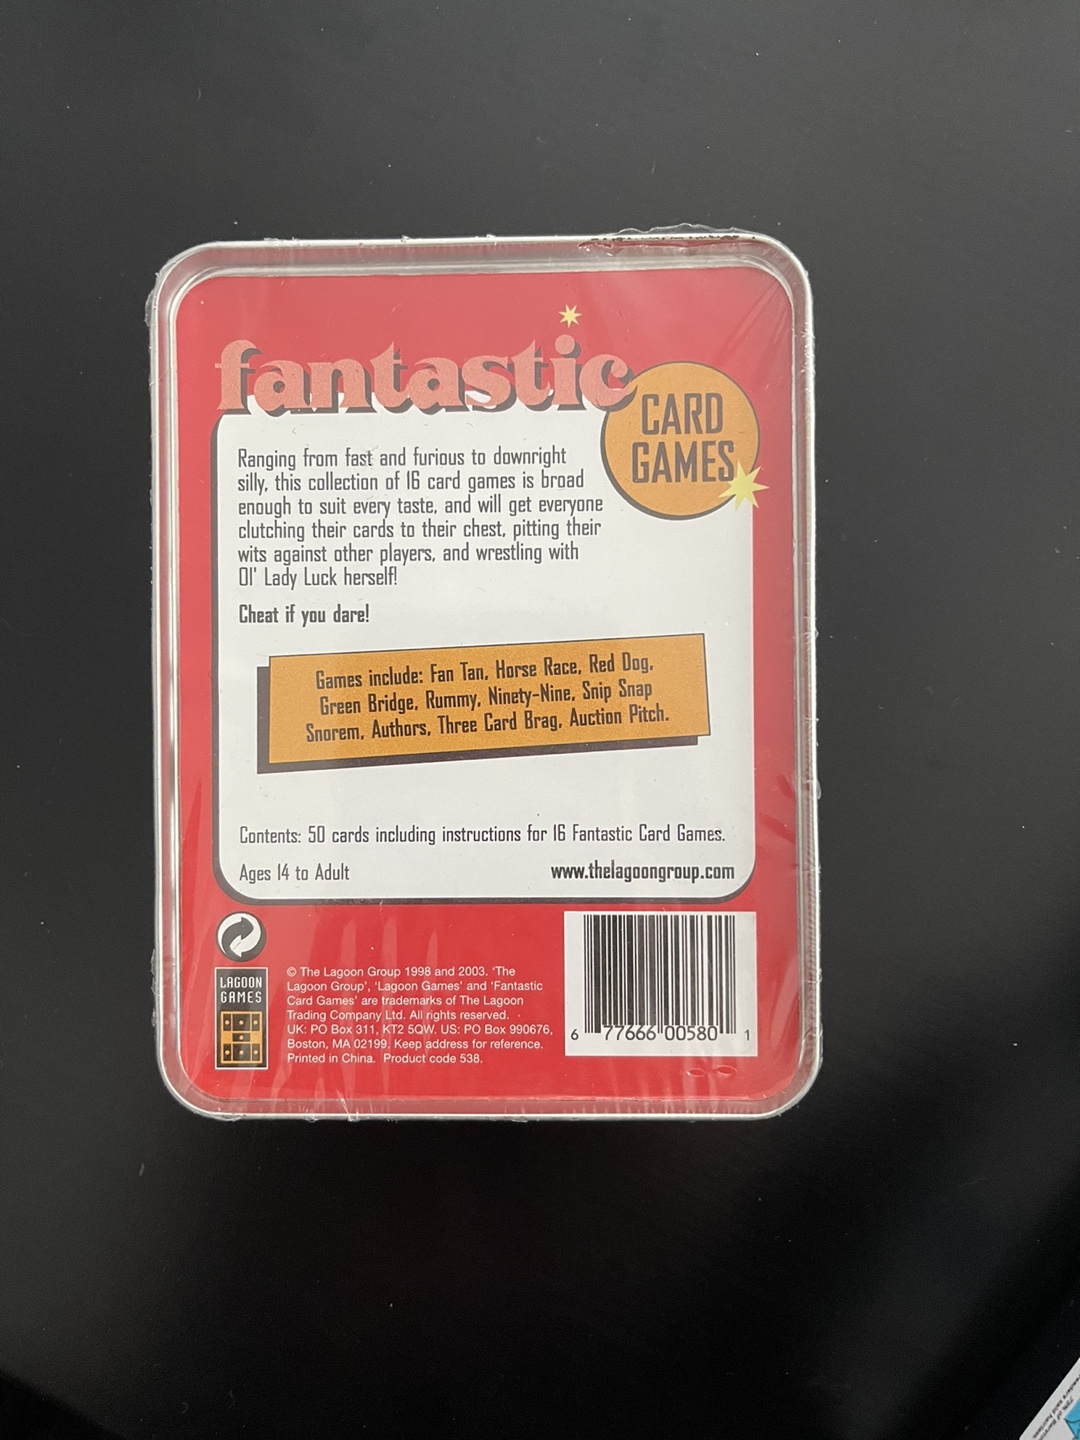 fantastic
CARD
GAMES
Ranging from fast and furious to downright
silly, this collection of 16 card games is broad
enough to suit every taste, and will get everyone
clutching their cards to their chest, pitting their
wits against other players, and wrestling with
Ol' Lady Luck herself!
Cheat if you dare!
Games include: Fan Tan, Horse Race, Red Dog,
Green Bridge, Rummy, Ninety-Nine, Snip Snap
Snorem, Authors, Three Card Brag, Auction Pitch.
Contents: 50 cards including instructions for 16 Fantastic Card Games.
Ages 14 to Adult
www.thelagoongroup.com
LAGOON
GAMES
© The Lagoon Group 1998 and 2003. 'The
Lagoon Group', 'Lagoon Games' and 'Fantastic
Card Games' are trademarks of The Lagoon
Trading Company Ltd. All rights reserved.
UK: PO Box 311, KT2 5QW. US: PO Box 990676,
Boston, MA 02199. Keep address for reference.
Printed in China. Product code 538.
6 77666 00580 1